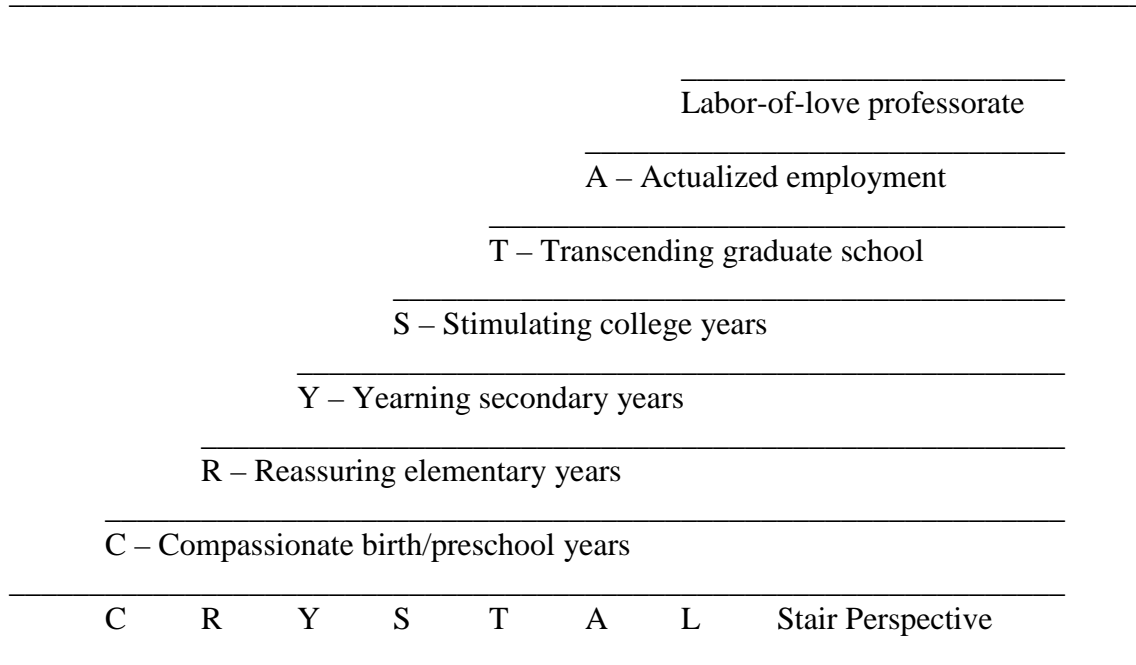 Labor-of-love professorate
A – Actualized employment
T – Transcending graduate school
S – Stimulating college years
Y – Yearning secondary years
R – Reassuring elementary years
C – Compassionate birth/preschool years
C R Y S T A L Stair Perspective